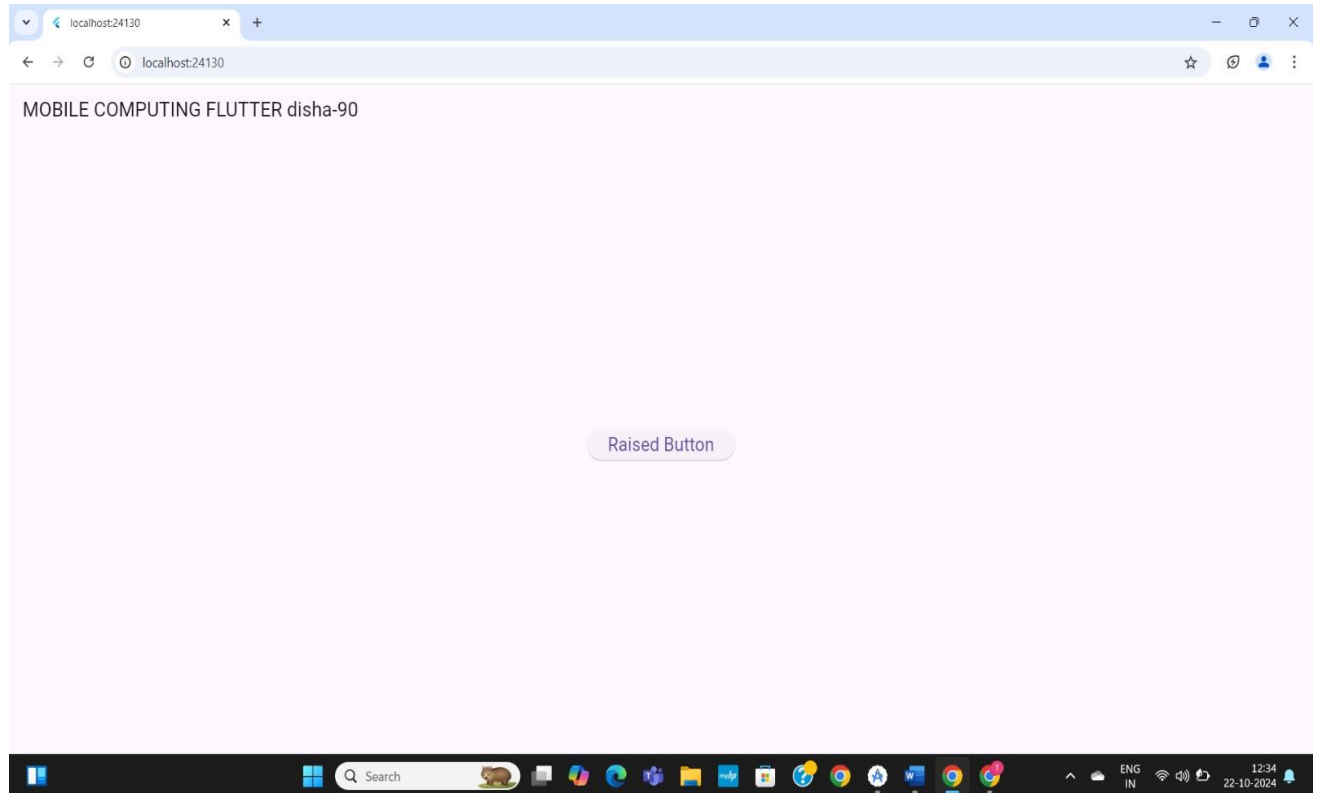 localhost:24130
localhost:24130
MOBILE COMPUTING FLUTTER disha-90
Raised Button
Search
ENG
IN
12:34
22-10-2024